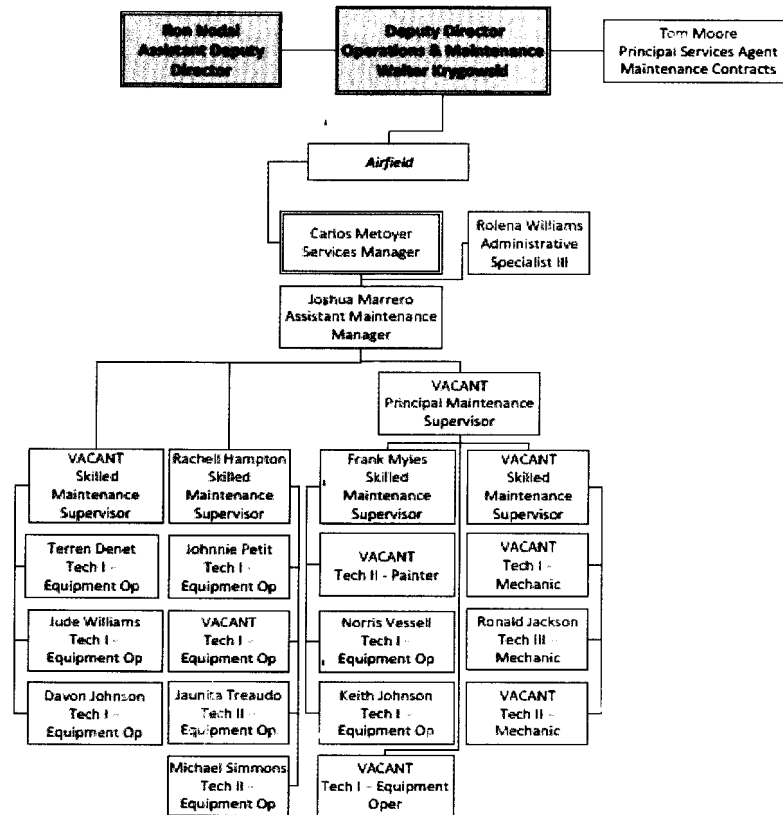 Ron Nodal
Assistant Deputy
Director
Deputy Director
Operations & Maintenance
Walter Krygowski
Tom Moore
Principal Services Agent
Maintenance Contracts
Airfield
Carlos Metoyer
Services Manager
Rolena Williams
Administrative
Specialist III
Joshua Marrero
Assistant Maintenance
Manager
VACANT
Principal Maintenance
Supervisor
VACANT
Skilled
Maintenance
Supervisor
Rachell Hampton
Skilled
Maintenance
Supervisor
Frank Myles
Skilled
Maintenance
Supervisor
VACANT
Skilled
Maintenance
Supervisor
Terren Denet
Tech I -
Equipment Op
Johnnie Petit
Tech I -
Equipment Op
VACANT
Tech II - Painter
VACANT
Tech I -
Mechanic
Jude Williams
Tech I -
Equipment Op
VACANT
Tech I -
Equipment Op
Norris Vessell
Tech I -
Equipment Op
Ronald Jackson
Tech III -
Mechanic
Davon Johnson
Tech I -
Equipment Op
Jaunita Treaudo
Tech II -
Equipment Op
Keith Johnson
Tech I -
Equipment Op
VACANT
Tech II -
Mechanic
Michael Simmons
Tech II -
Equipment Op
VACANT
Tech I - Equipment
Oper